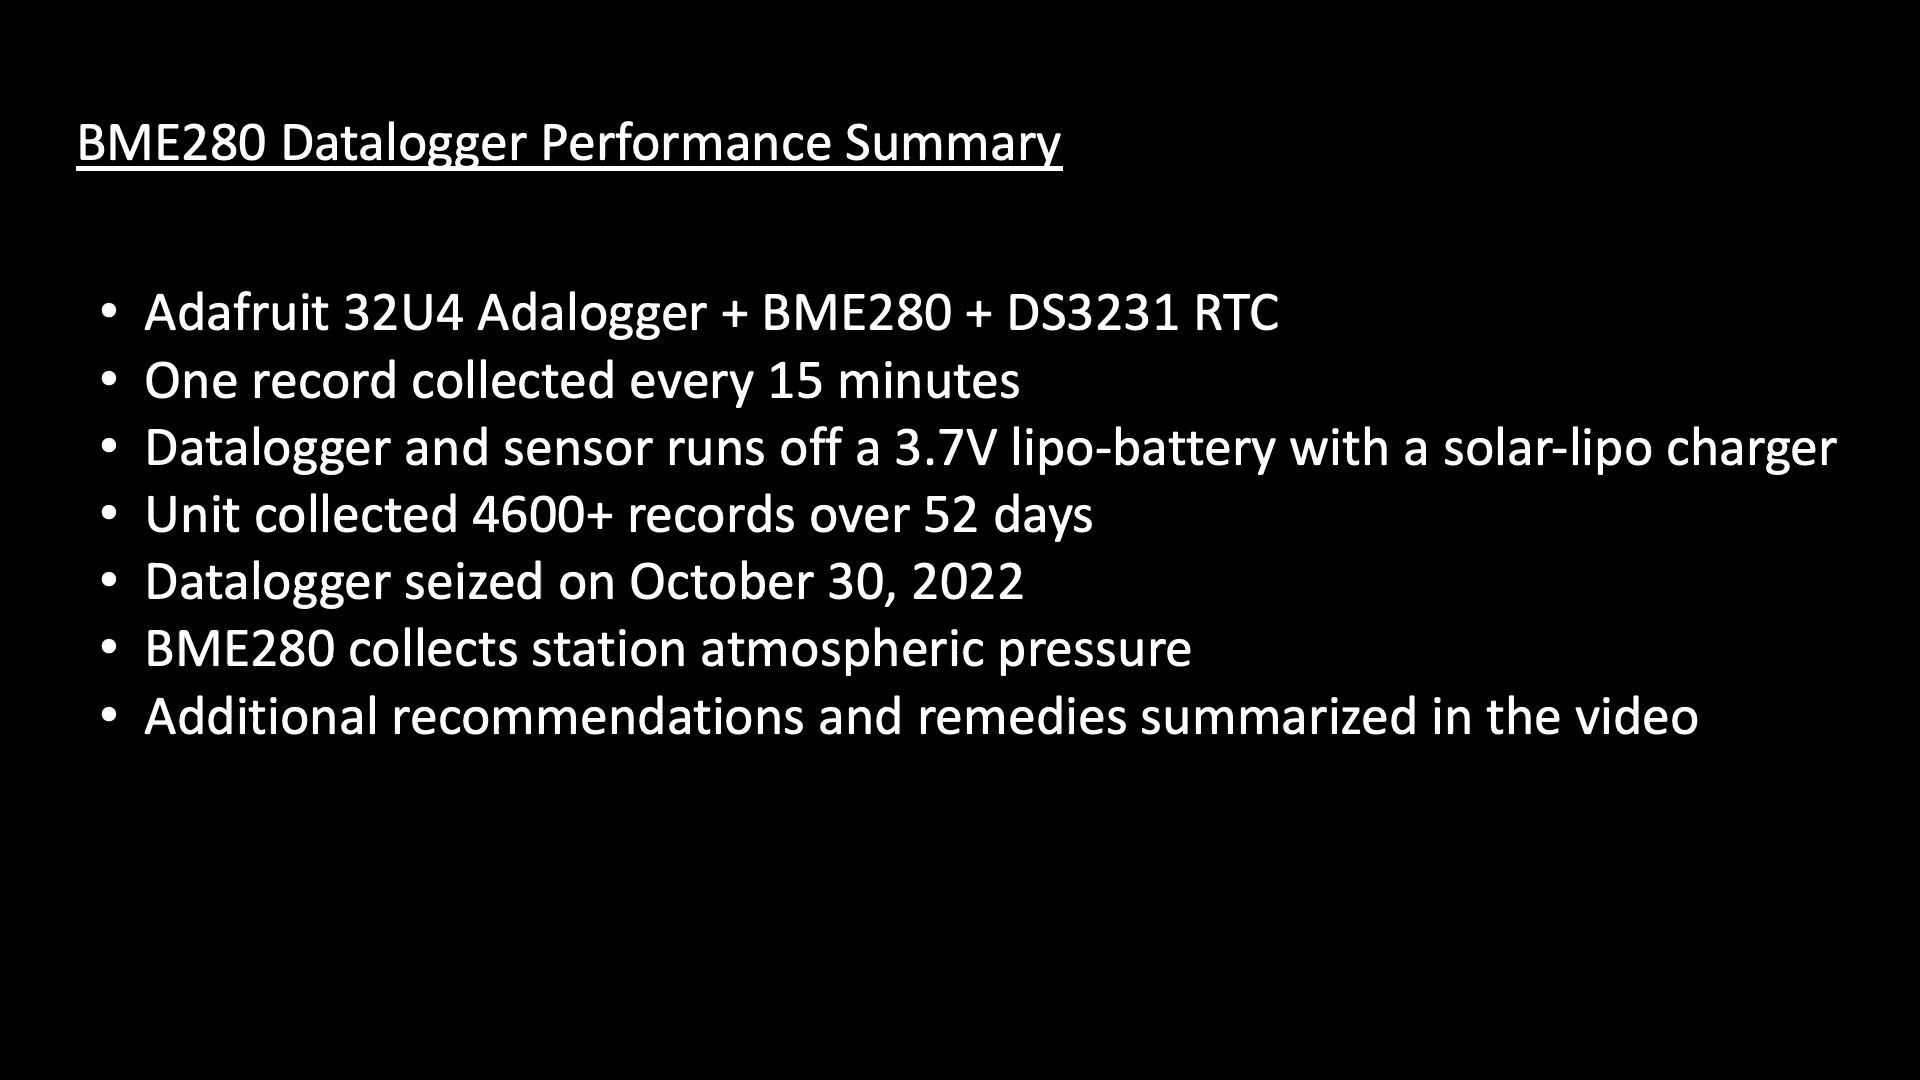 BME280 Datalogger Performance Summary
• Adafruit 32U4 Adalogger + BME280 + DS3231 RTC
• One record collected every 15 minutes
• Datalogger and sensor runs off a 3.7V lipo-battery with a solar-lipo charger
• Unit collected 4600+ records over 52 days
• Datalogger seized on October 30, 2022
• BME280 collects station atmospheric pressure
• Additional recommendations and remedies summarized in the video